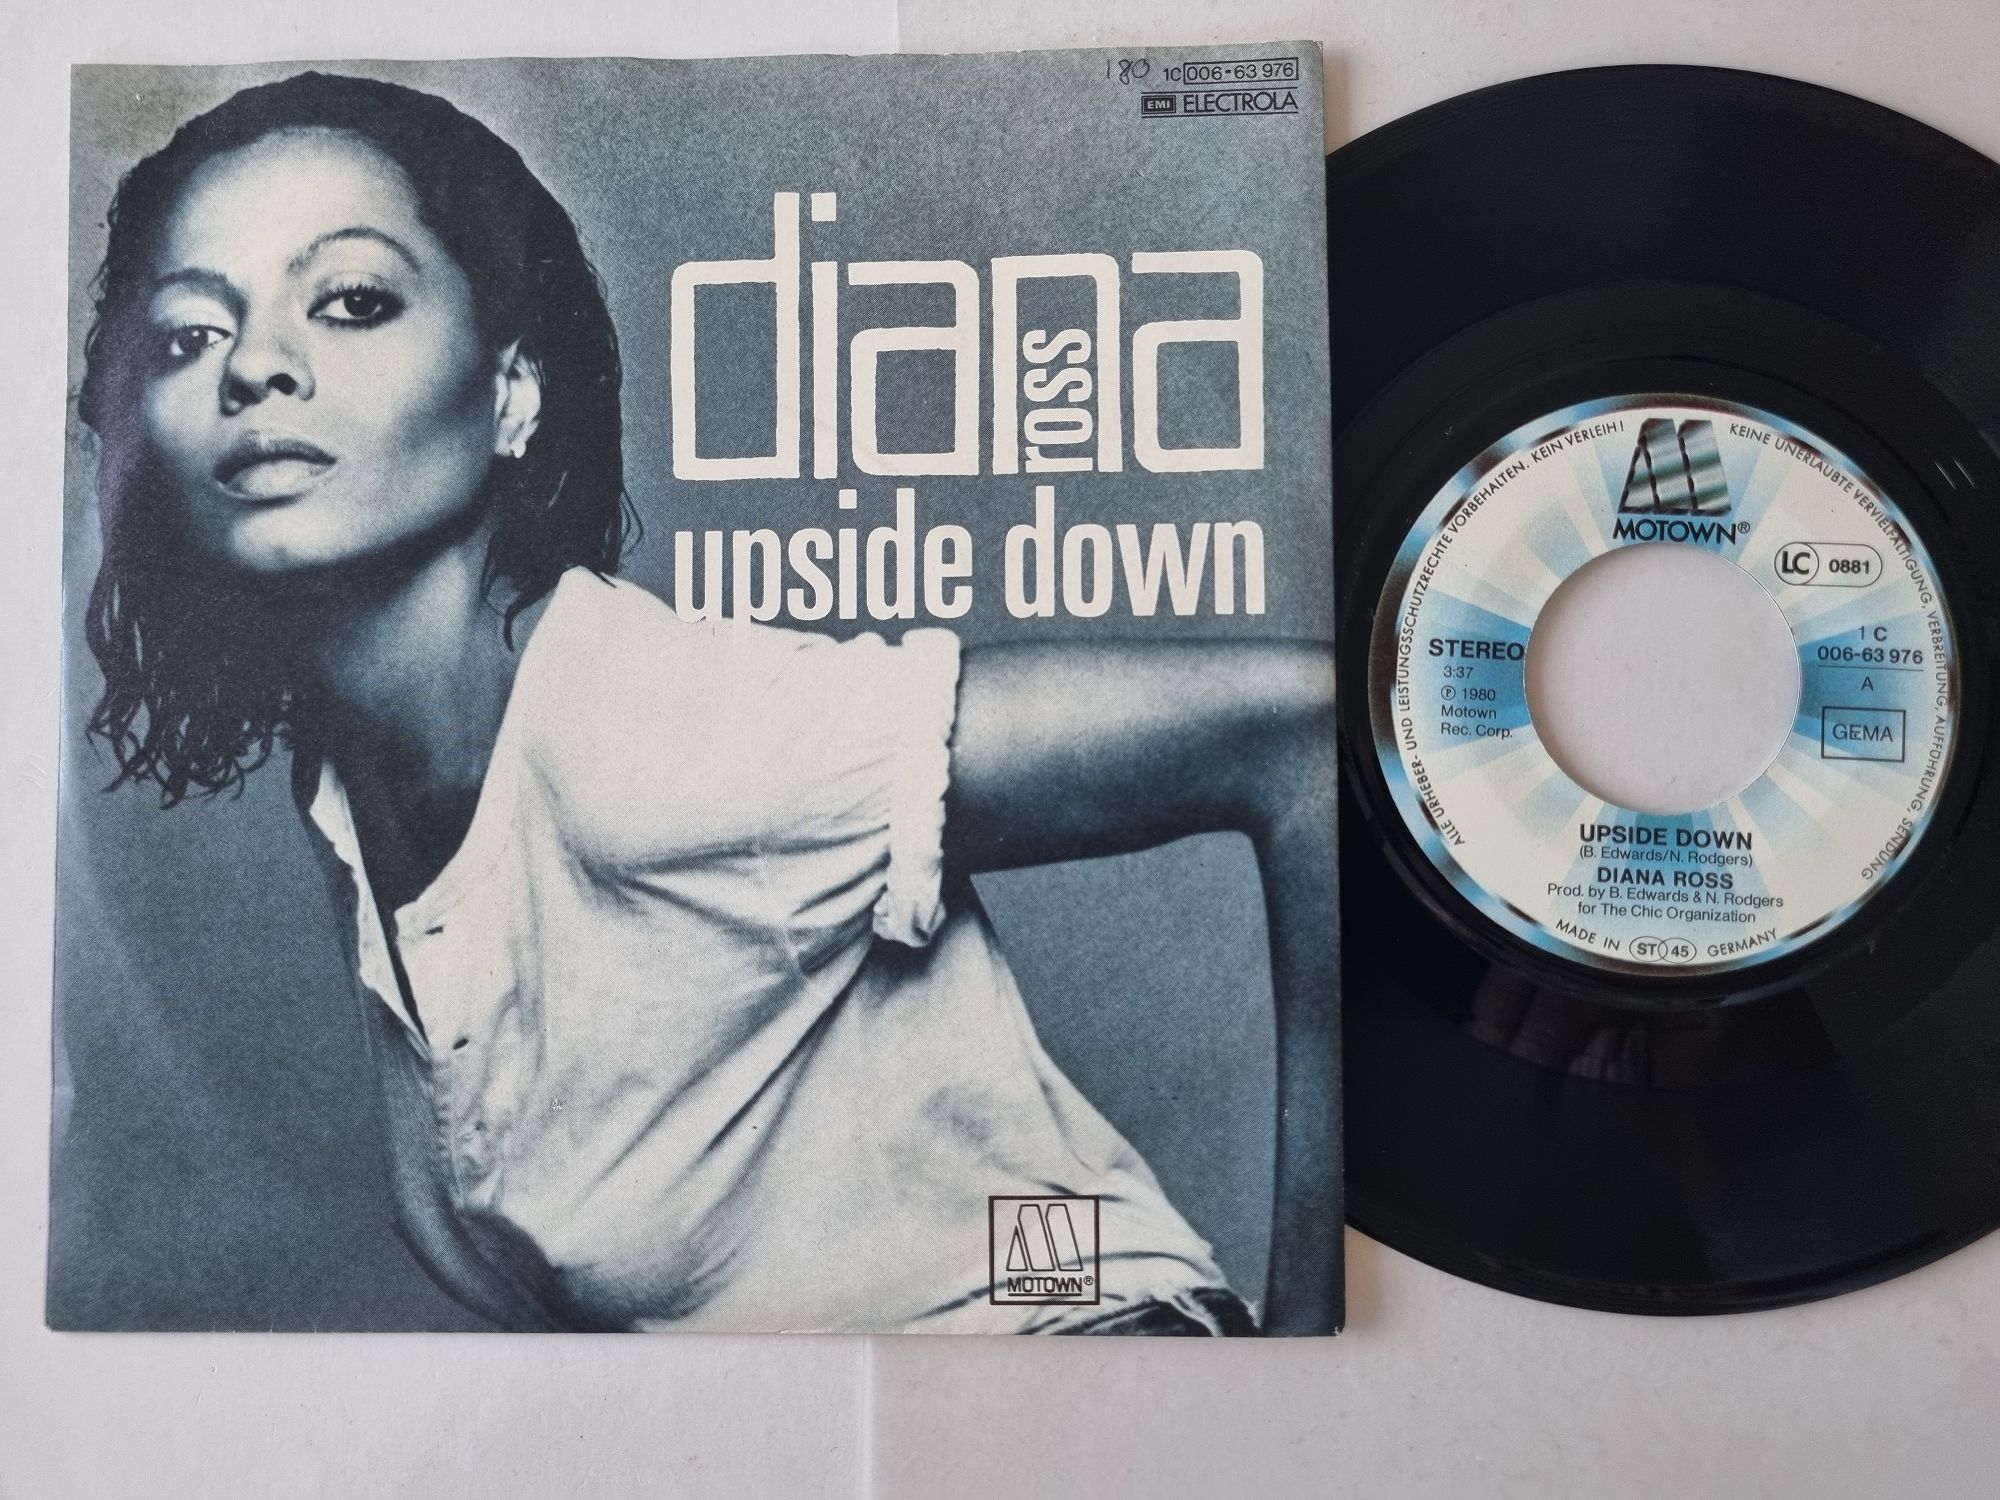 180 1C 006-63 976
EMI ELECTROLA
diana
ross
upside down
MOTOWN®
ALLE URHEBER- UND LEISTUNGSSCHUTZRECHTE VORBEHALTEN. KEIN VERLEIH! KEINE UNERLAUBTE VERVIELFÄLTIGUNG, VERBREITUNG, AUFFÜHRUNG, SENDUNG
MOTOWN®
LC 0881
STEREO
3:37
℗ 1980
Motown
Rec. Corp.
1 C
006-63 976
A
GEMA
UPSIDE DOWN
(B. Edwards/N. Rodgers)
DIANA ROSS
Prod. by B. Edwards & N. Rodgers
for The Chic Organization
MADE IN ST 45 GERMANY